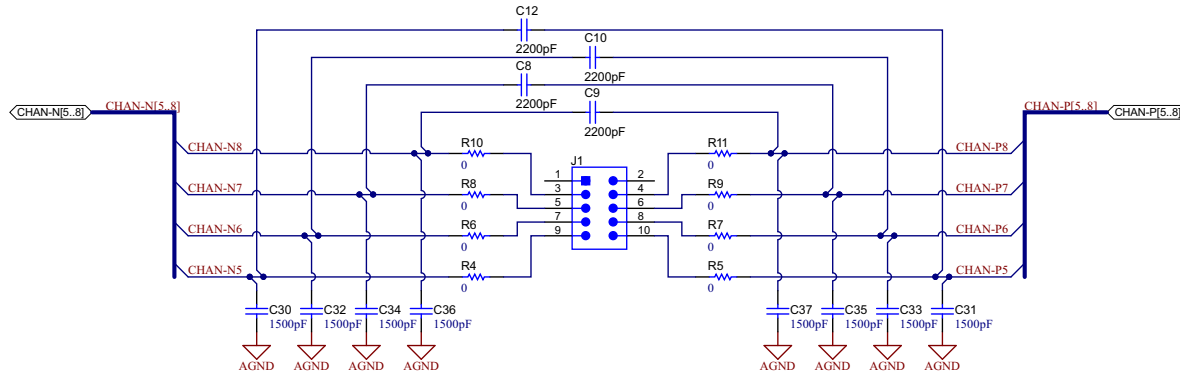 C12
2200pF
C10
2200pF
C8
2200pF
C9
2200pF
CHAN-N[5..8]
CHAN-N[5..8]
CHAN-P[5..8]
CHAN-P[5..8]
CHAN-N8
R10
0
R11
0
CHAN-P8
J1
1
2
CHAN-N7
R8
0
3
4
R9
0
CHAN-P7
5
6
CHAN-N6
R6
0
7
8
R7
0
CHAN-P6
9
10
CHAN-N5
R4
0
R5
0
CHAN-P5
C30
1500pF
C32
1500pF
C34
1500pF
C36
1500pF
C37
1500pF
C35
1500pF
C33
1500pF
C31
1500pF
AGND
AGND
AGND
AGND
AGND
AGND
AGND
AGND